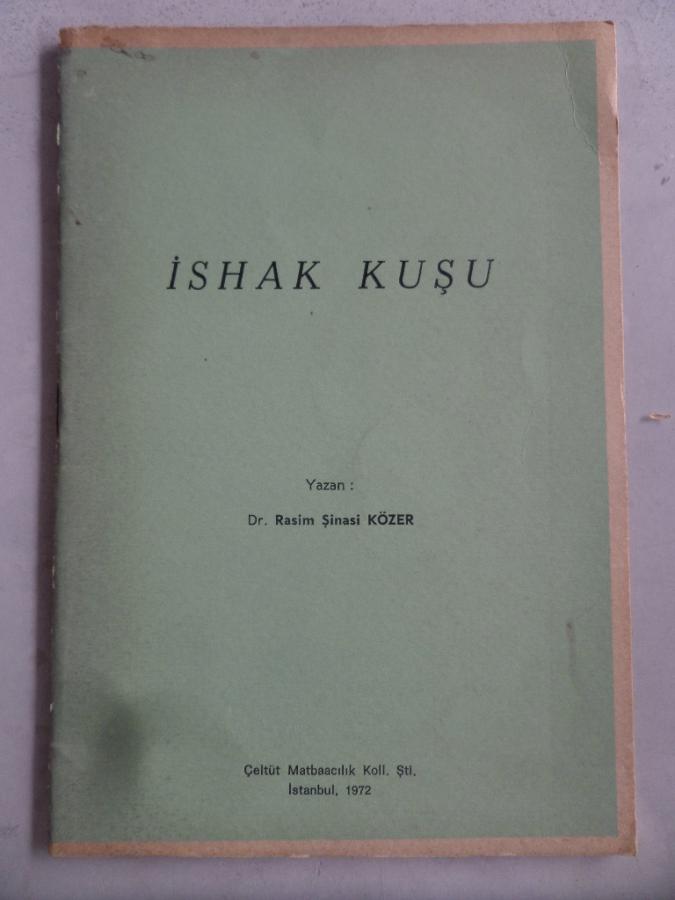 İSHAK KUŞU
Yazan :
Dr. Rasim Şinasi KÖZER
Çeltüt Matbaacılık Koll. Şti.
İstanbul, 1972